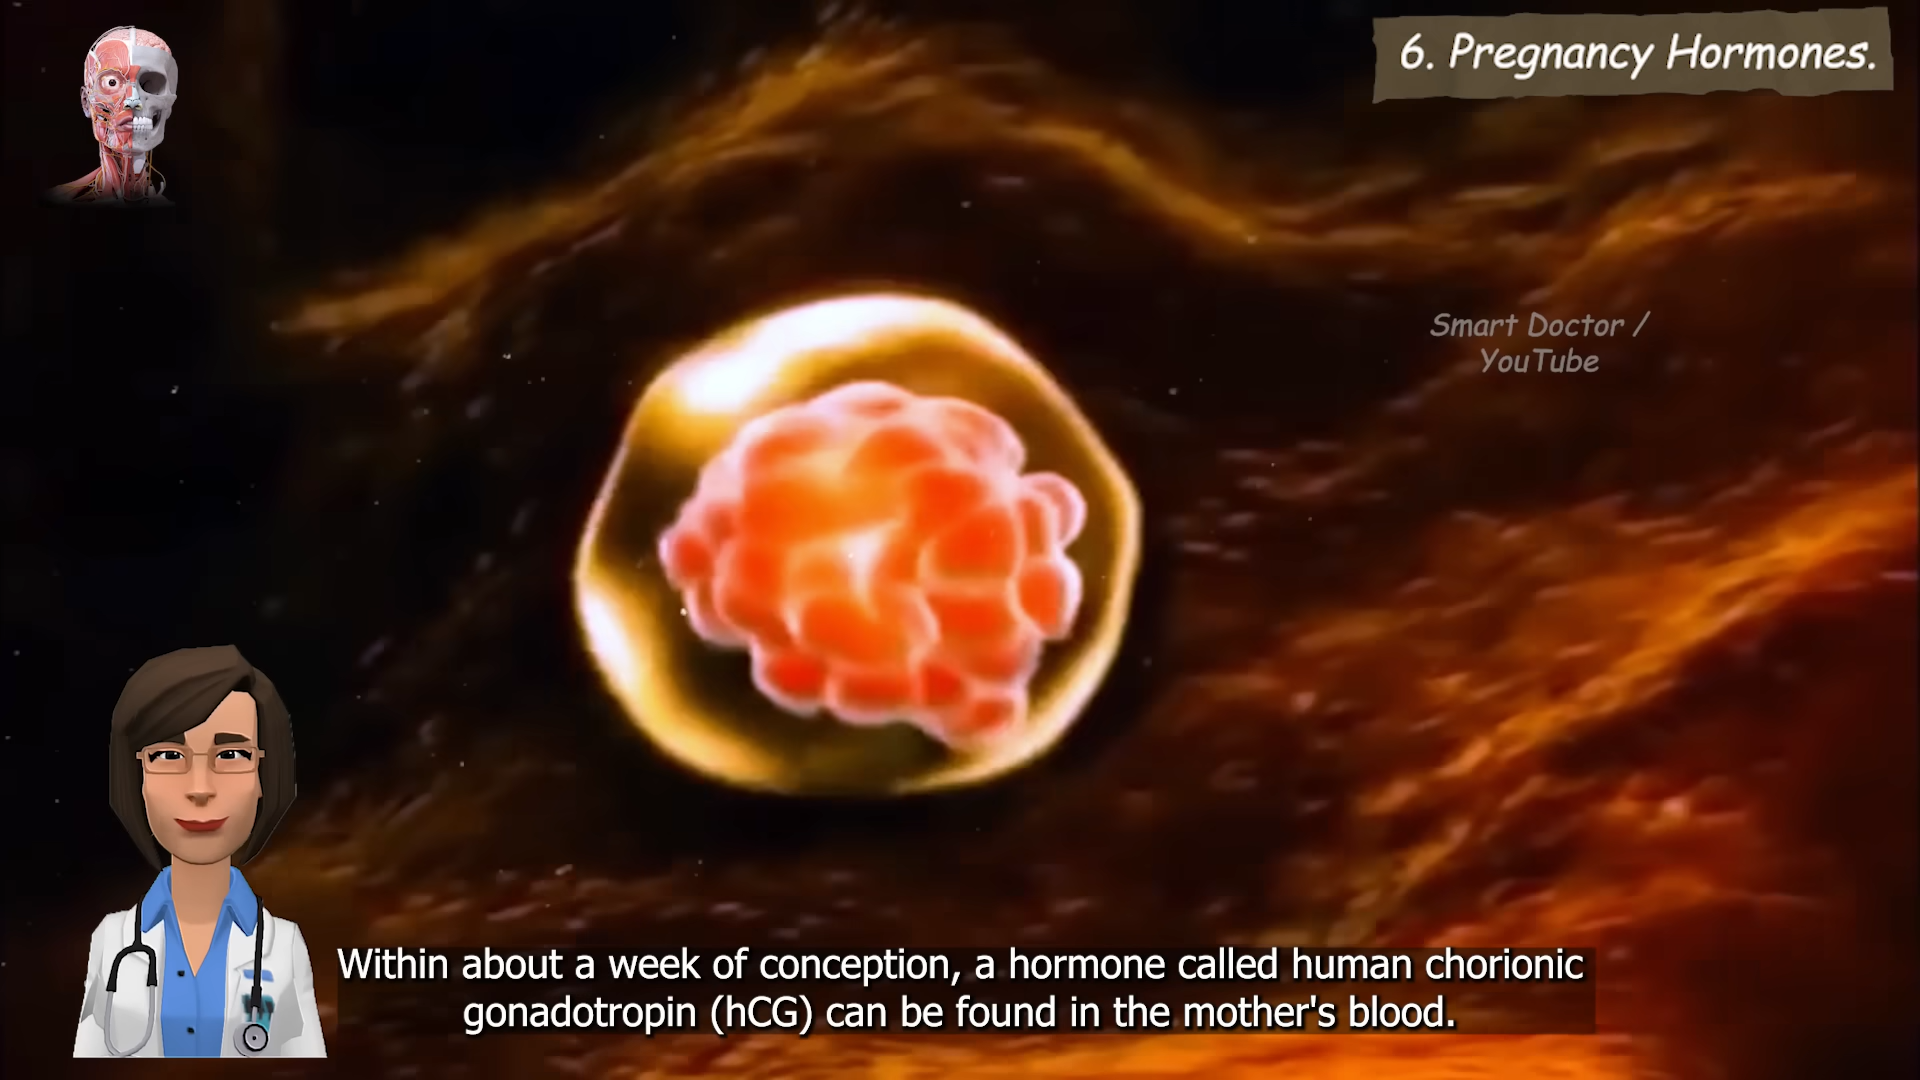 6. Pregnancy Hormones.
Smart Doctor /
YouTube
Within about a week of conception, a hormone called human chorionic
gonadotropin (hCG) can be found in the mother's blood.